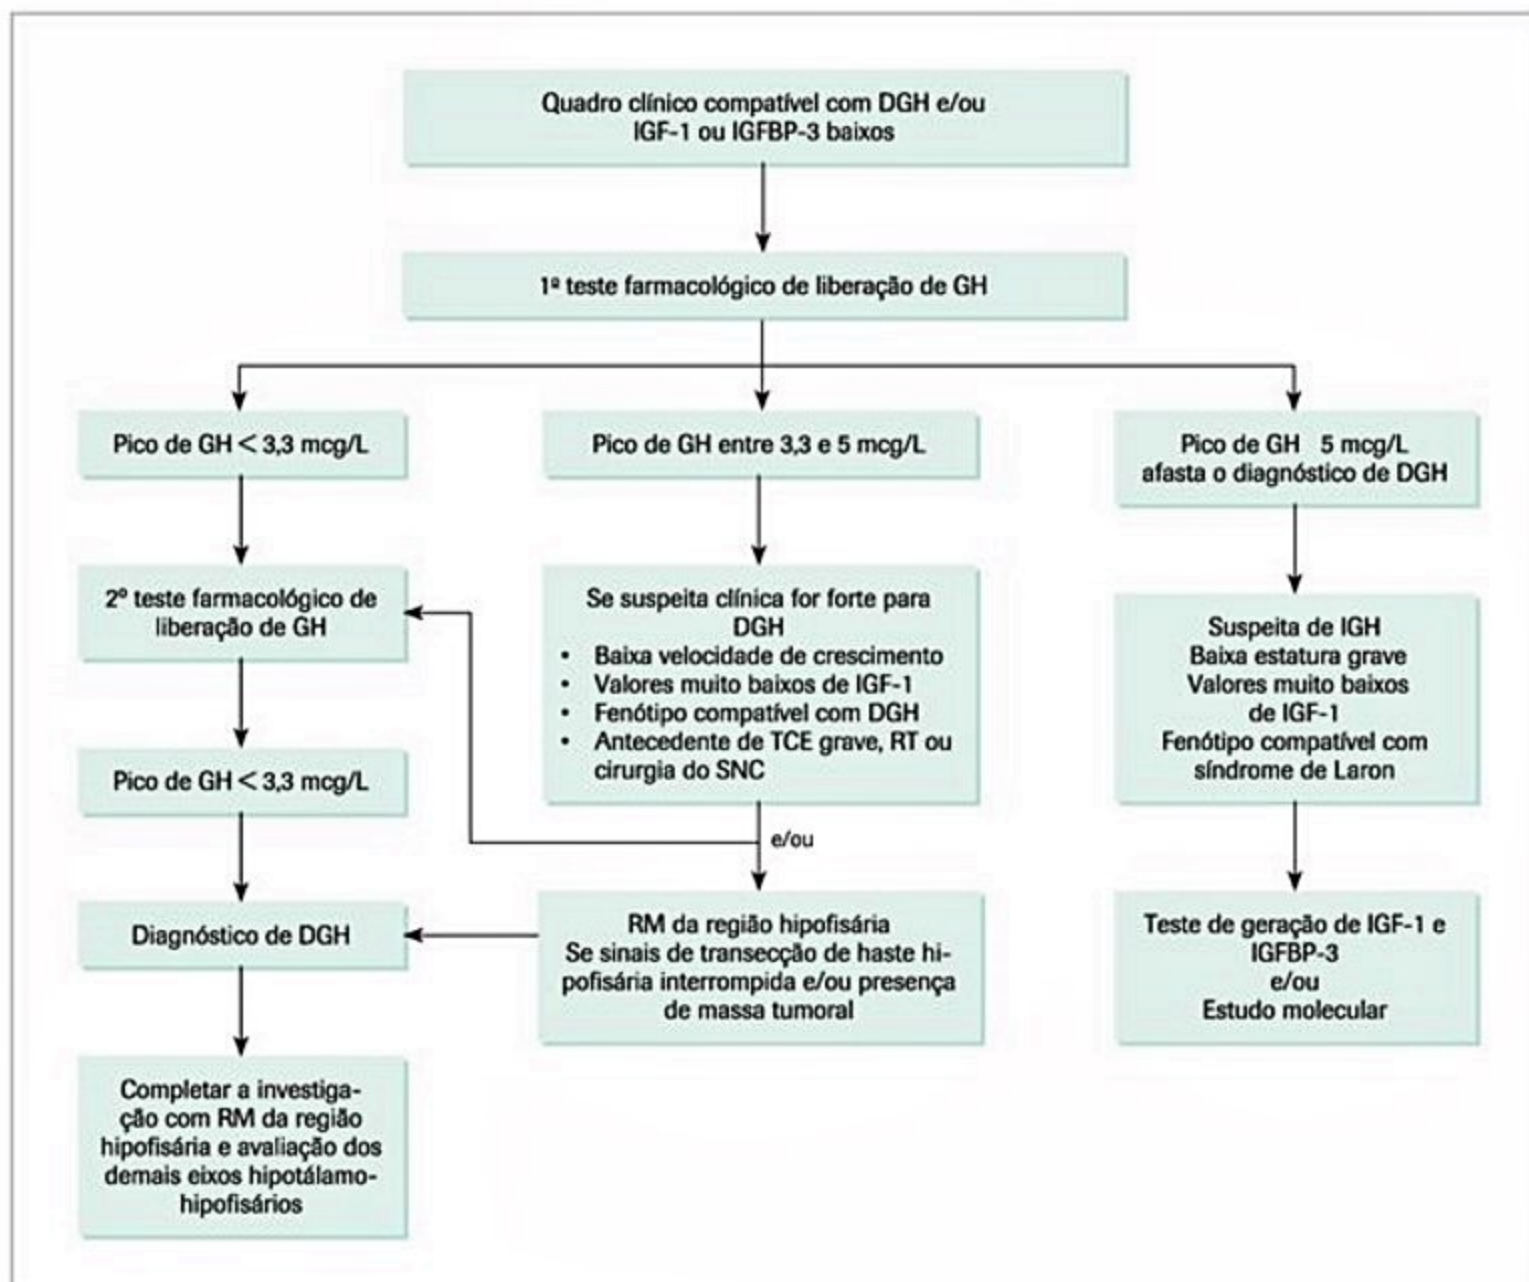 Quadro clínico compatível com DGH e/ou
IGF-1 ou IGFBP-3 baixos
1º teste farmacológico de liberação de GH
Pico de GH < 3,3 mcg/L
Pico de GH entre 3,3 e 5 mcg/L
Pico de GH 5 mcg/L
afasta o diagnóstico de DGH
2º teste farmacológico de
liberação de GH
Se suspeita clínica for forte para
DGH
• Baixa velocidade de crescimento
• Valores muito baixos de IGF-1
• Fenótipo compatível com DGH
• Antecedente de TCE grave, RT ou
cirurgia do SNC
Suspeita de IGH
Baixa estatura grave
Valores muito baixos
de IGF-1
Fenótipo compatível com
síndrome de Laron
Pico de GH < 3,3 mcg/L
e/ou
Diagnóstico de DGH
RM da região hipofisária
Se sinais de transecção de haste hi-
pofisária interrompida e/ou presença
de massa tumoral
Teste de geração de IGF-1 e
IGFBP-3
e/ou
Estudo molecular
Completar a investiga-
ção com RM da região
hipofisária e avaliação dos
demais eixos hipotálamo-
hipofisários